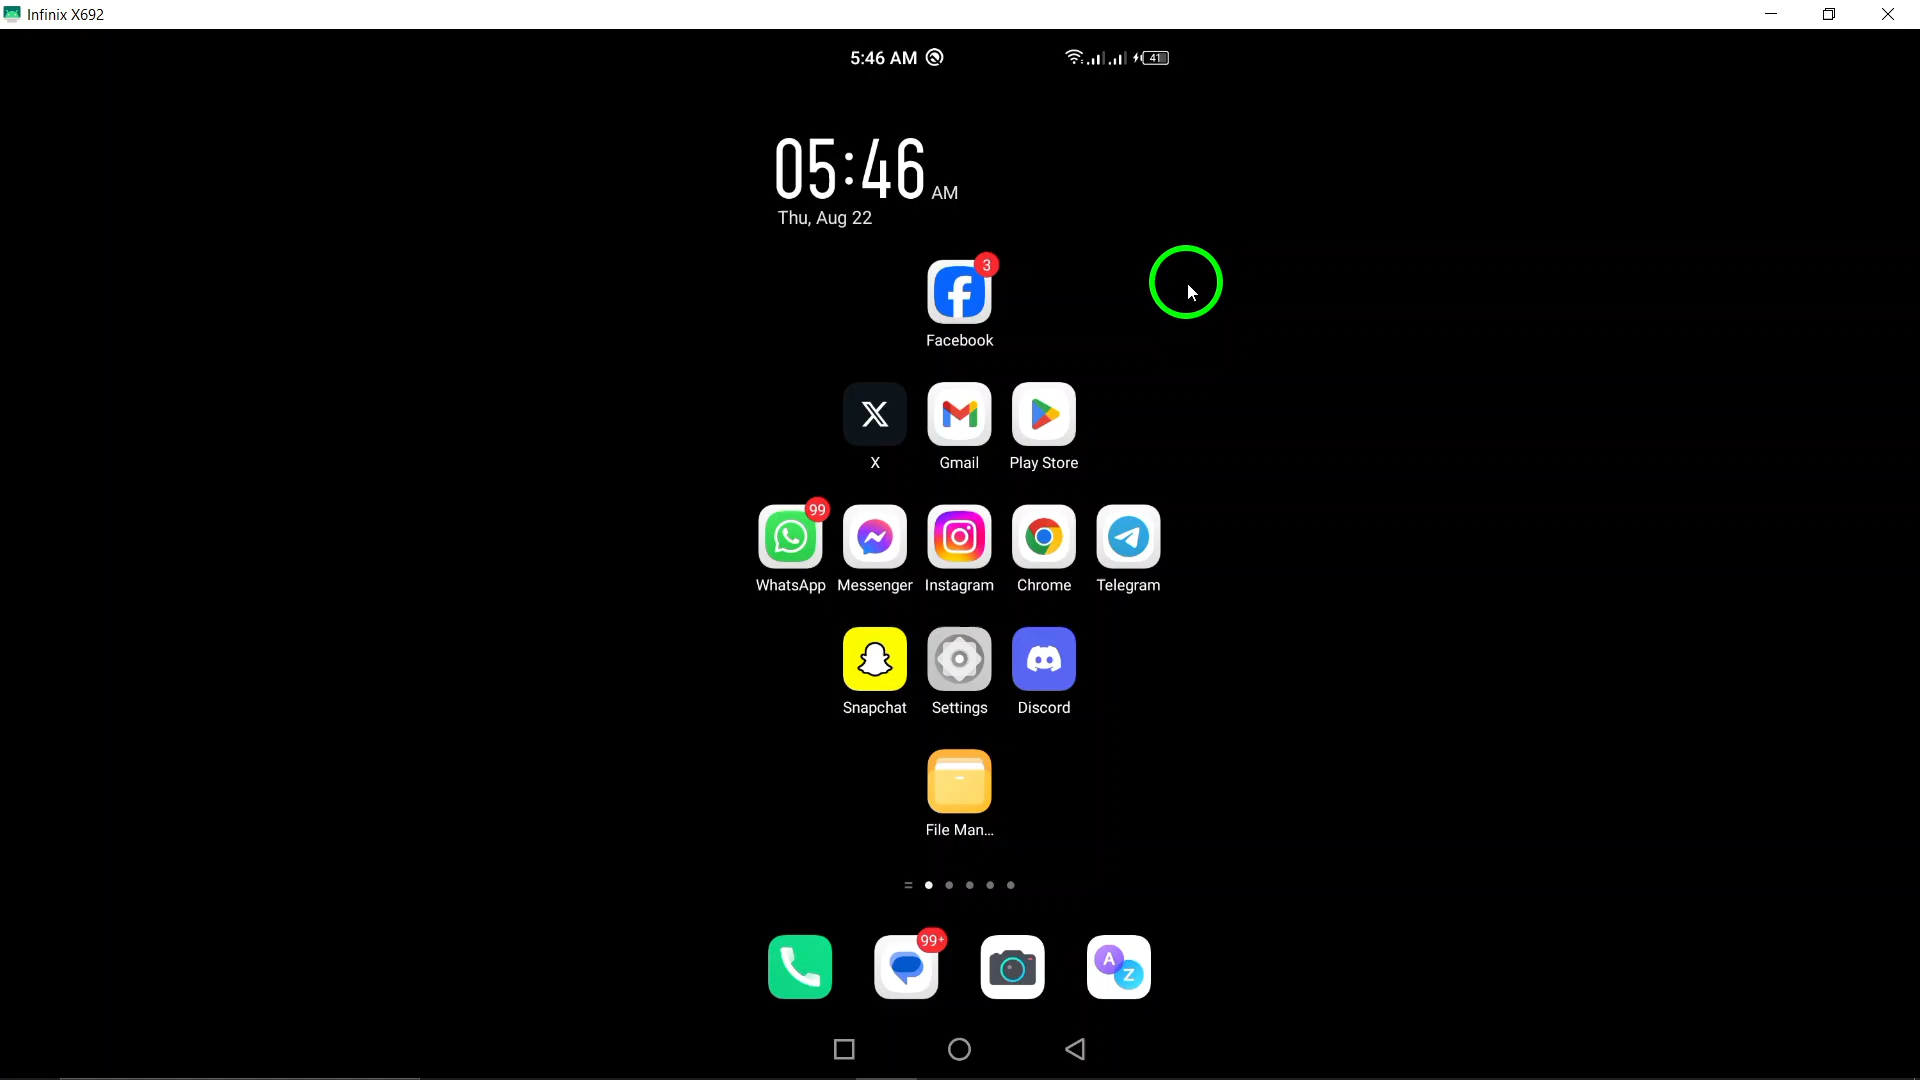 Infinix X692
5:46 AM
41
05:46 AM
Thu, Aug 22
3
Facebook
X Gmail Play Store
99
WhatsApp Messenger Instagram Chrome Telegram
Snapchat Settings Discord
File Man...
99+
A
Z